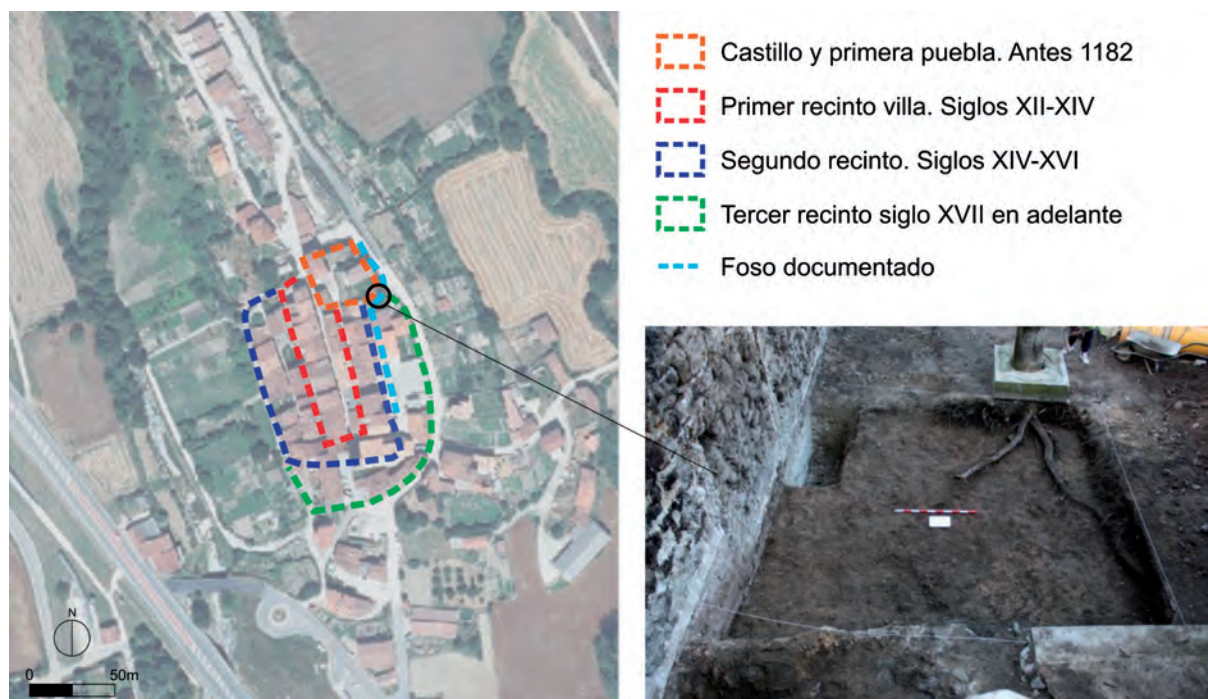 Castillo y primera puebla. Antes 1182
Primer recinto villa. Siglos XII-XIV
Segundo recinto. Siglos XIV-XVI
Tercer recinto siglo XVII en adelante
Foso documentado
N
0 50m